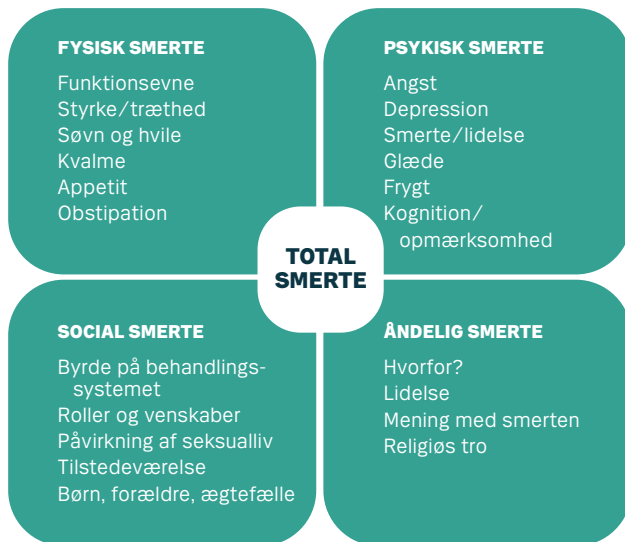 FYSISK SMERTE
Funktionsevne
Styrke/træthed
Søvn og hvile
Kvalme
Appetit
Obstipation
PSYKISK SMERTE
Angst
Depression
Smerte/lidelse
Glæde
Frygt
Kognition/
opmærksomhed
TOTAL
SMERTE
SOCIAL SMERTE
Byrde på behandlings-
systemet
Roller og venskaber
Påvirkning af seksualliv
Tilstedeværelse
Børn, forældre, ægtefælle
ÅNDELIG SMERTE
Hvorfor?
Lidelse
Mening med smerten
Religiøs tro